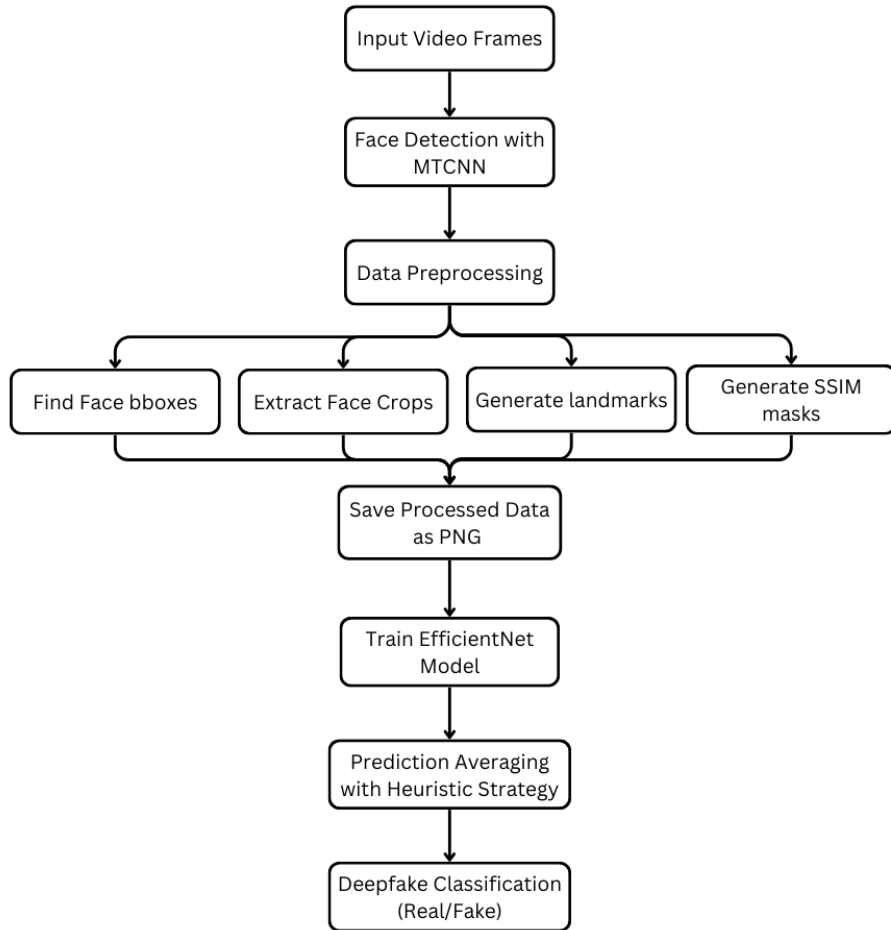 Input Video Frames
Face Detection with
MTCNN
Data Preprocessing
Find Face bboxes
Extract Face Crops
Generate landmarks
Generate SSIM
masks
Save Processed Data
as PNG
Train EfficientNet
Model
Prediction Averaging
with Heuristic Strategy
Deepfake Classification
(Real/Fake)